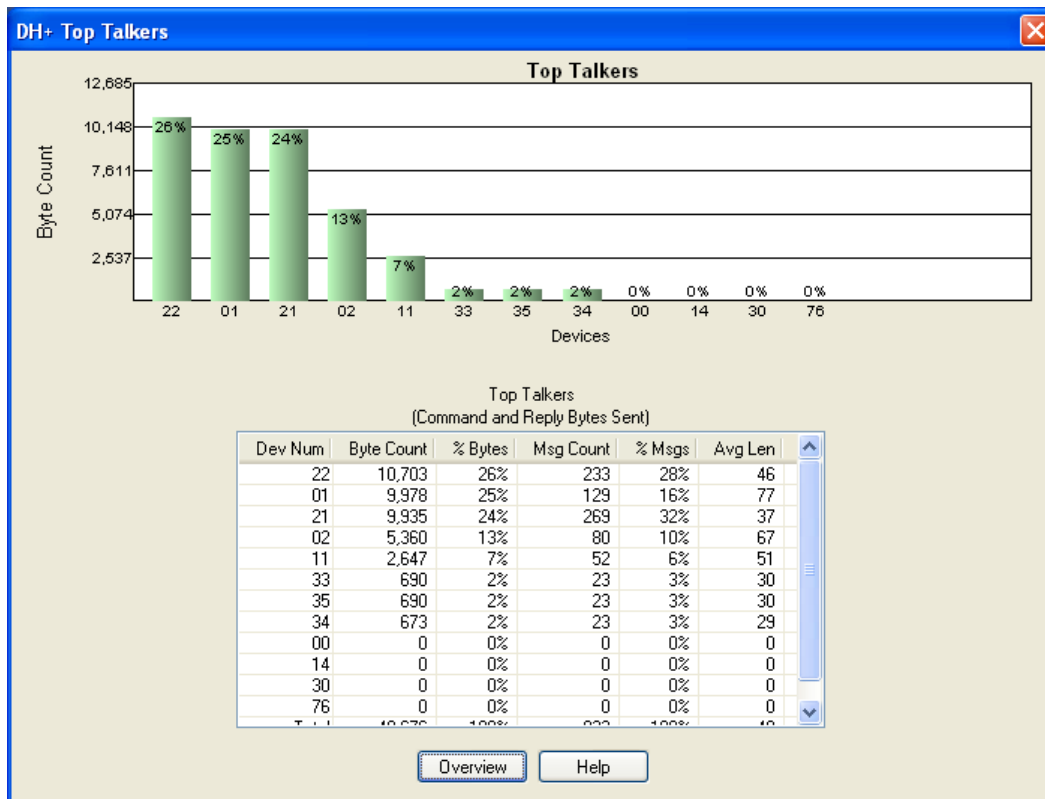 DH+ Top Talkers
Top Talkers
Byte Count
12,685
10,148
7,611
5,074
2,537
26% 25% 24% 13% 7% 2% 2% 2% 0% 0% 0% 0%
22 01 21 02 11 33 35 34 00 14 30 76
Devices
Top Talkers
(Command and Reply Bytes Sent)
Dev Num Byte Count % Bytes Msg Count % Msgs Avg Len
22 10,703 26% 233 28% 46
01 9,978 25% 129 16% 77
21 9,935 24% 269 32% 37
02 5,360 13% 80 10% 67
11 2,647 7% 52 6% 51
33 690 2% 23 3% 30
35 690 2% 23 3% 30
34 673 2% 23 3% 29
00 0 0% 0 0% 0
14 0 0% 0 0% 0
30 0 0% 0 0% 0
76 0 0% 0 0% 0
Overview Help